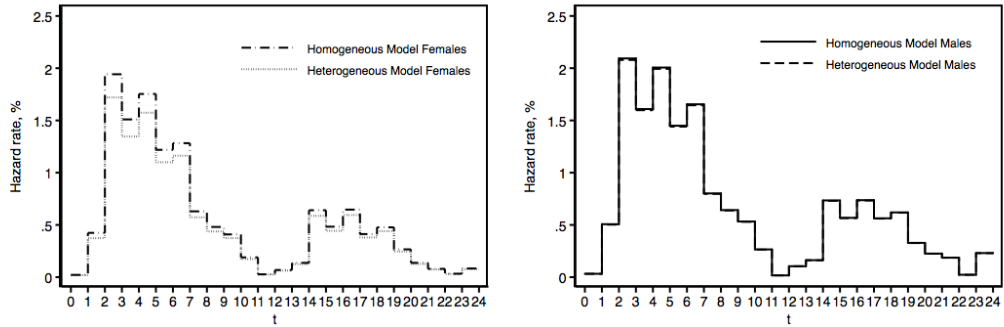 2.5
2
1.5
1
.5
0
Hazard rate, %
Homogeneous Model Females
Heterogeneous Model Females
0 1 2 3 4 5 6 7 8 9 10 11 12 13 14 15 16 17 18 19 20 21 22 23 24
t
2.5
2
1.5
1
.5
0
Hazard rate, %
Homogeneous Model Males
Heterogeneous Model Males
0 1 2 3 4 5 6 7 8 9 10 11 12 13 14 15 16 17 18 19 20 21 22 23 24
t